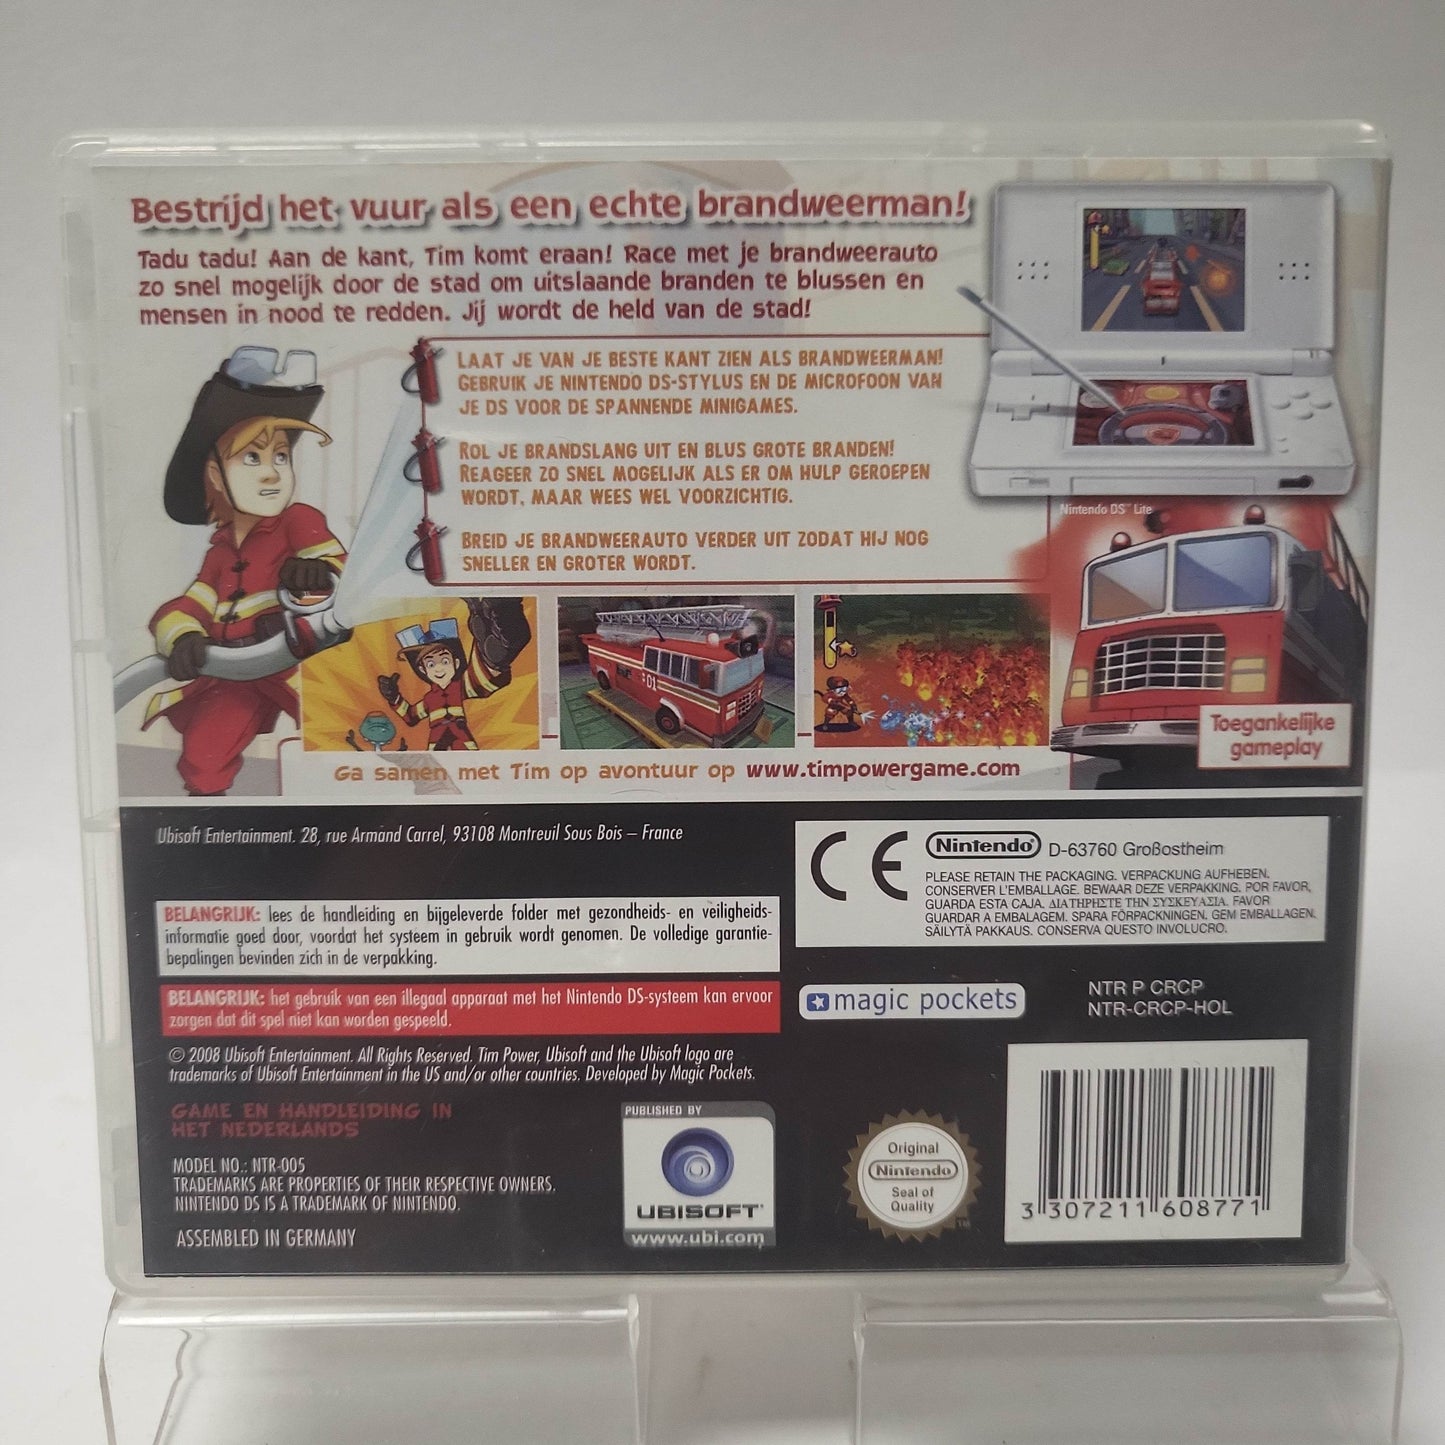 Bestrijd het vuur als een echte brandweerman!
Tadu tadu! Aan de kant, Tim komt eraan! Race met je brandweerauto
zo snel mogelijk door de stad om uitslaande branden te blussen en
mensen in nood te redden. Jij wordt de held van de stad!
LAAT JE VAN JE BESTE KANT ZIEN ALS BRANDWEERMAN!
GEBRUIK JE NINTENDO DS-STYLUS EN DE MICROFOON VAN
JE DS VOOR DE SPANNENDE MINIGAMES.
ROL JE BRANDSLANG UIT EN BLUS GROTE BRANDEN!
REAGEER ZO SNEL MOGELIJK ALS ER OM HULP GEROEPEN
WORDT, MAAR WEES WEL VOORZICHTIG.
BREID JE BRANDWEERAUTO VERDER UIT ZODAT HIJ NOG
SNELLER EN GROTER WORDT.
Nintendo DS™ Lite
01
Toegankelijke
gameplay
Ga samen met Tim op avontuur op www.timpowergame.com
Ubisoft Entertainment. 28, rue Armand Carrel, 93108 Montreuil Sous Bois – France
BELANGRIJK: lees de handleiding en bijgeleverde folder met gezondheids- en veiligheids-
informatie goed door, voordat het systeem in gebruik wordt genomen. De volledige garantie-
bepalingen bevinden zich in de verpakking.
BELANGRIJK: het gebruik van een illegaal apparaat met het Nintendo DS-systeem kan ervoor
zorgen dat dit spel niet kan worden gespeeld.
© 2008 Ubisoft Entertainment. All Rights Reserved. Tim Power, Ubisoft and the Ubisoft logo are
trademarks of Ubisoft Entertainment in the US and/or other countries. Developed by Magic Pockets.
GAME EN HANDLEIDING IN
HET NEDERLANDS
MODEL NO.: NTR-005
TRADEMARKS ARE PROPERTIES OF THEIR RESPECTIVE OWNERS.
NINTENDO DS IS A TRADEMARK OF NINTENDO.
ASSEMBLED IN GERMANY
PUBLISHED BY
UBISOFT
www.ubi.com
CE
Nintendo® D-63760 Großostheim
PLEASE RETAIN THE PACKAGING. VERPACKUNG AUFHEBEN.
CONSERVER L'EMBALLAGE. BEWAAR DEZE VERPAKKING. POR FAVOR,
GUARDA ESTA CAJA. ΔΙΑΤΗΡΗΣΤΕ ΤΗΝ ΣΥΣΚΕΥΑΣΙΑ. FAVOR
GUARDAR A EMBALAGEM. SPARA FÖRPACKNINGEN. GEM EMBALLAGEN.
SÄILYTÄ PAKKAUS. CONSERVA QUESTO INVOLUCRO.
magic pockets
NTR P CRCP
NTR-CRCP-HOL
Original
Nintendo
Seal of
Quality
TM
3 307211 608771